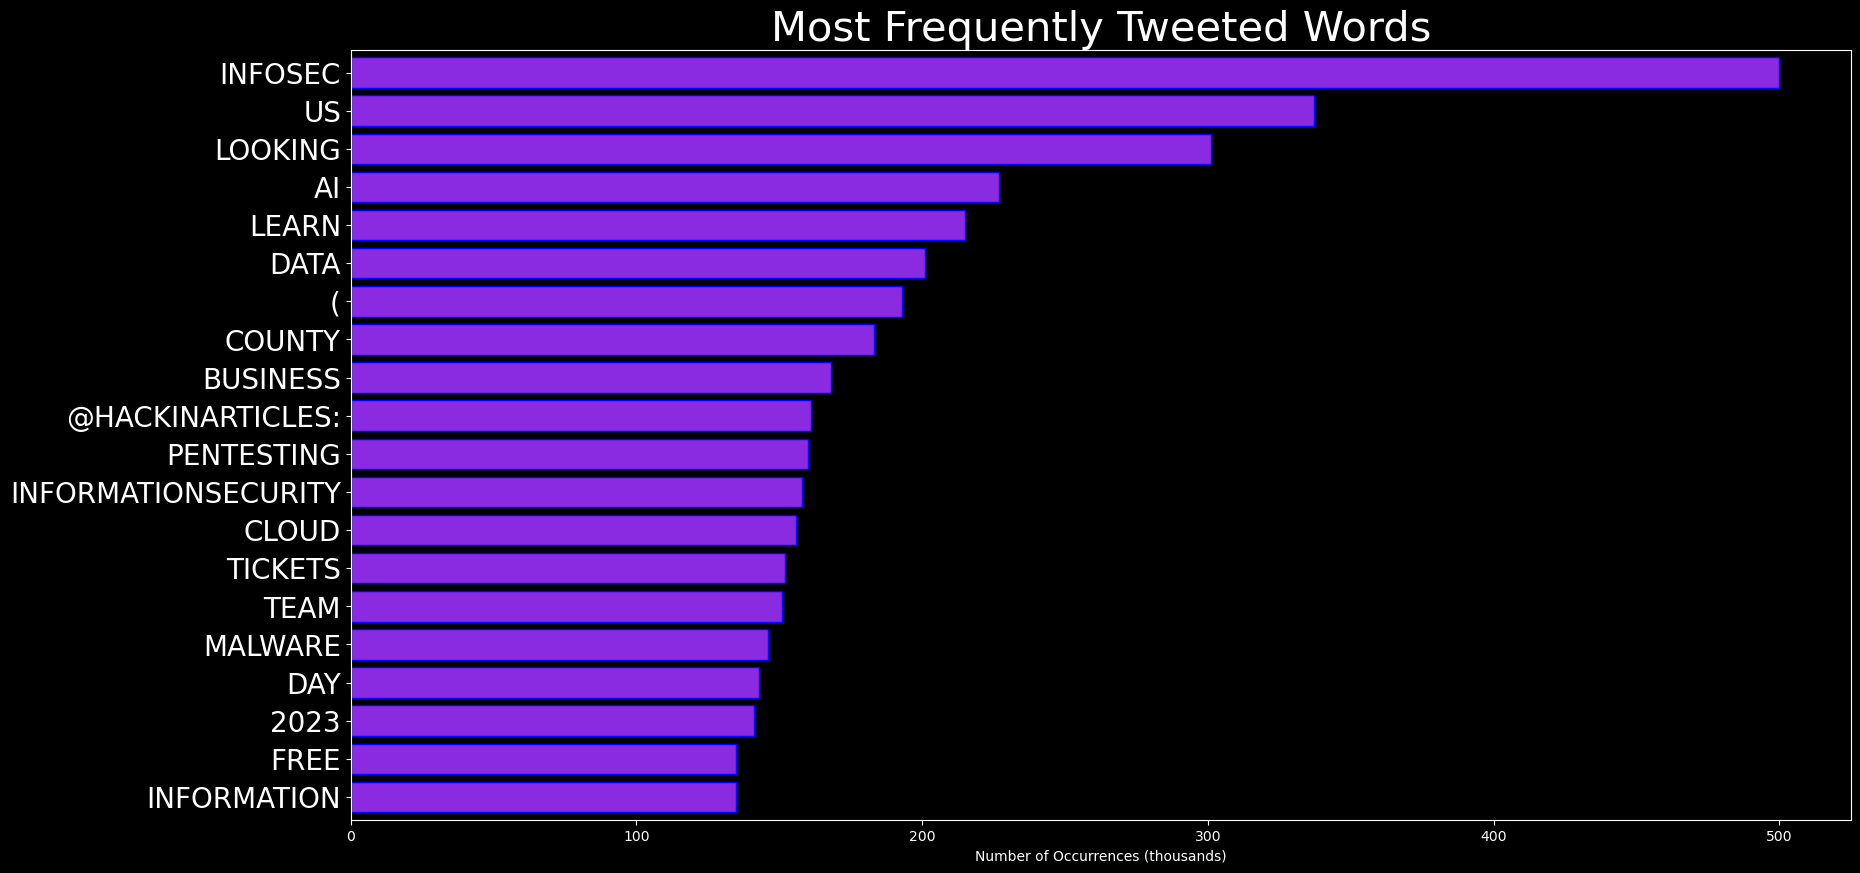 Most Frequently Tweeted Words
INFOSEC
US
LOOKING
AI
LEARN
DATA
(
COUNTY
BUSINESS
@HACKINARTICLES:
PENTESTING
INFORMATIONSECURITY
CLOUD
TICKETS
TEAM
MALWARE
DAY
2023
FREE
INFORMATION
0 100 200 300 400 500
Number of Occurrences (thousands)